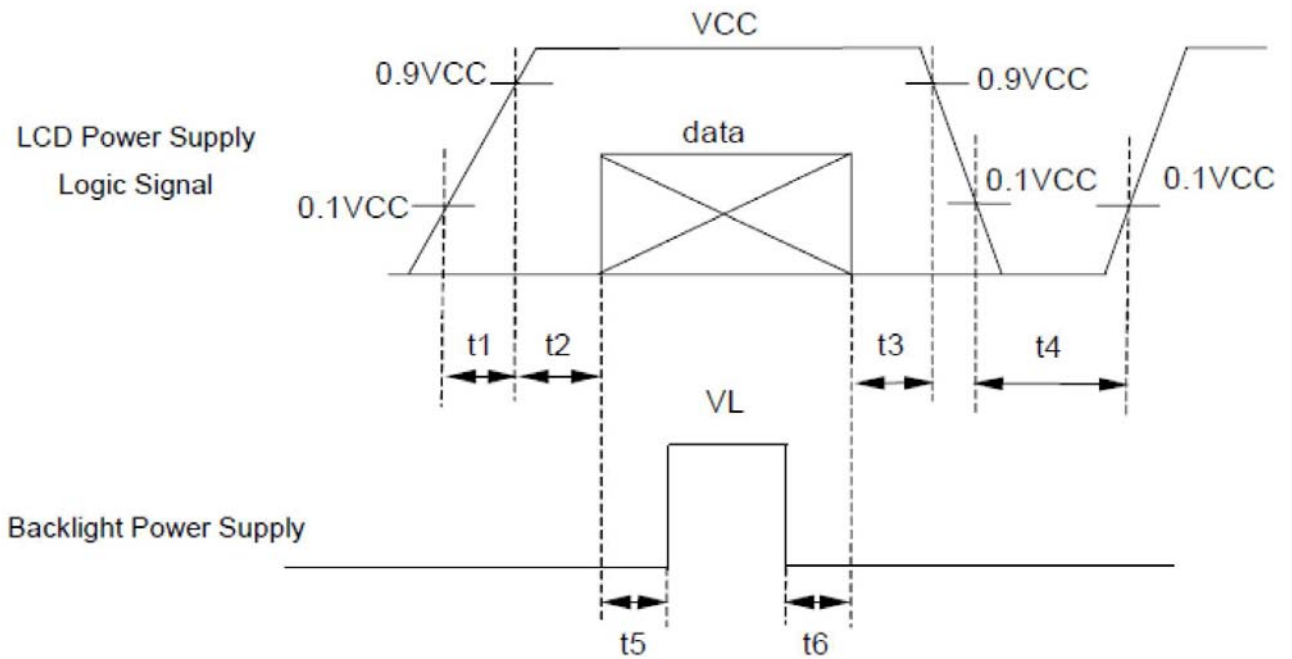 VCC
0.9VCC
0.9VCC
LCD Power Supply
Logic Signal
data
0.1VCC
0.1VCC
0.1VCC
t1
t2
t3
t4
VL
Backlight Power Supply
t5
t6